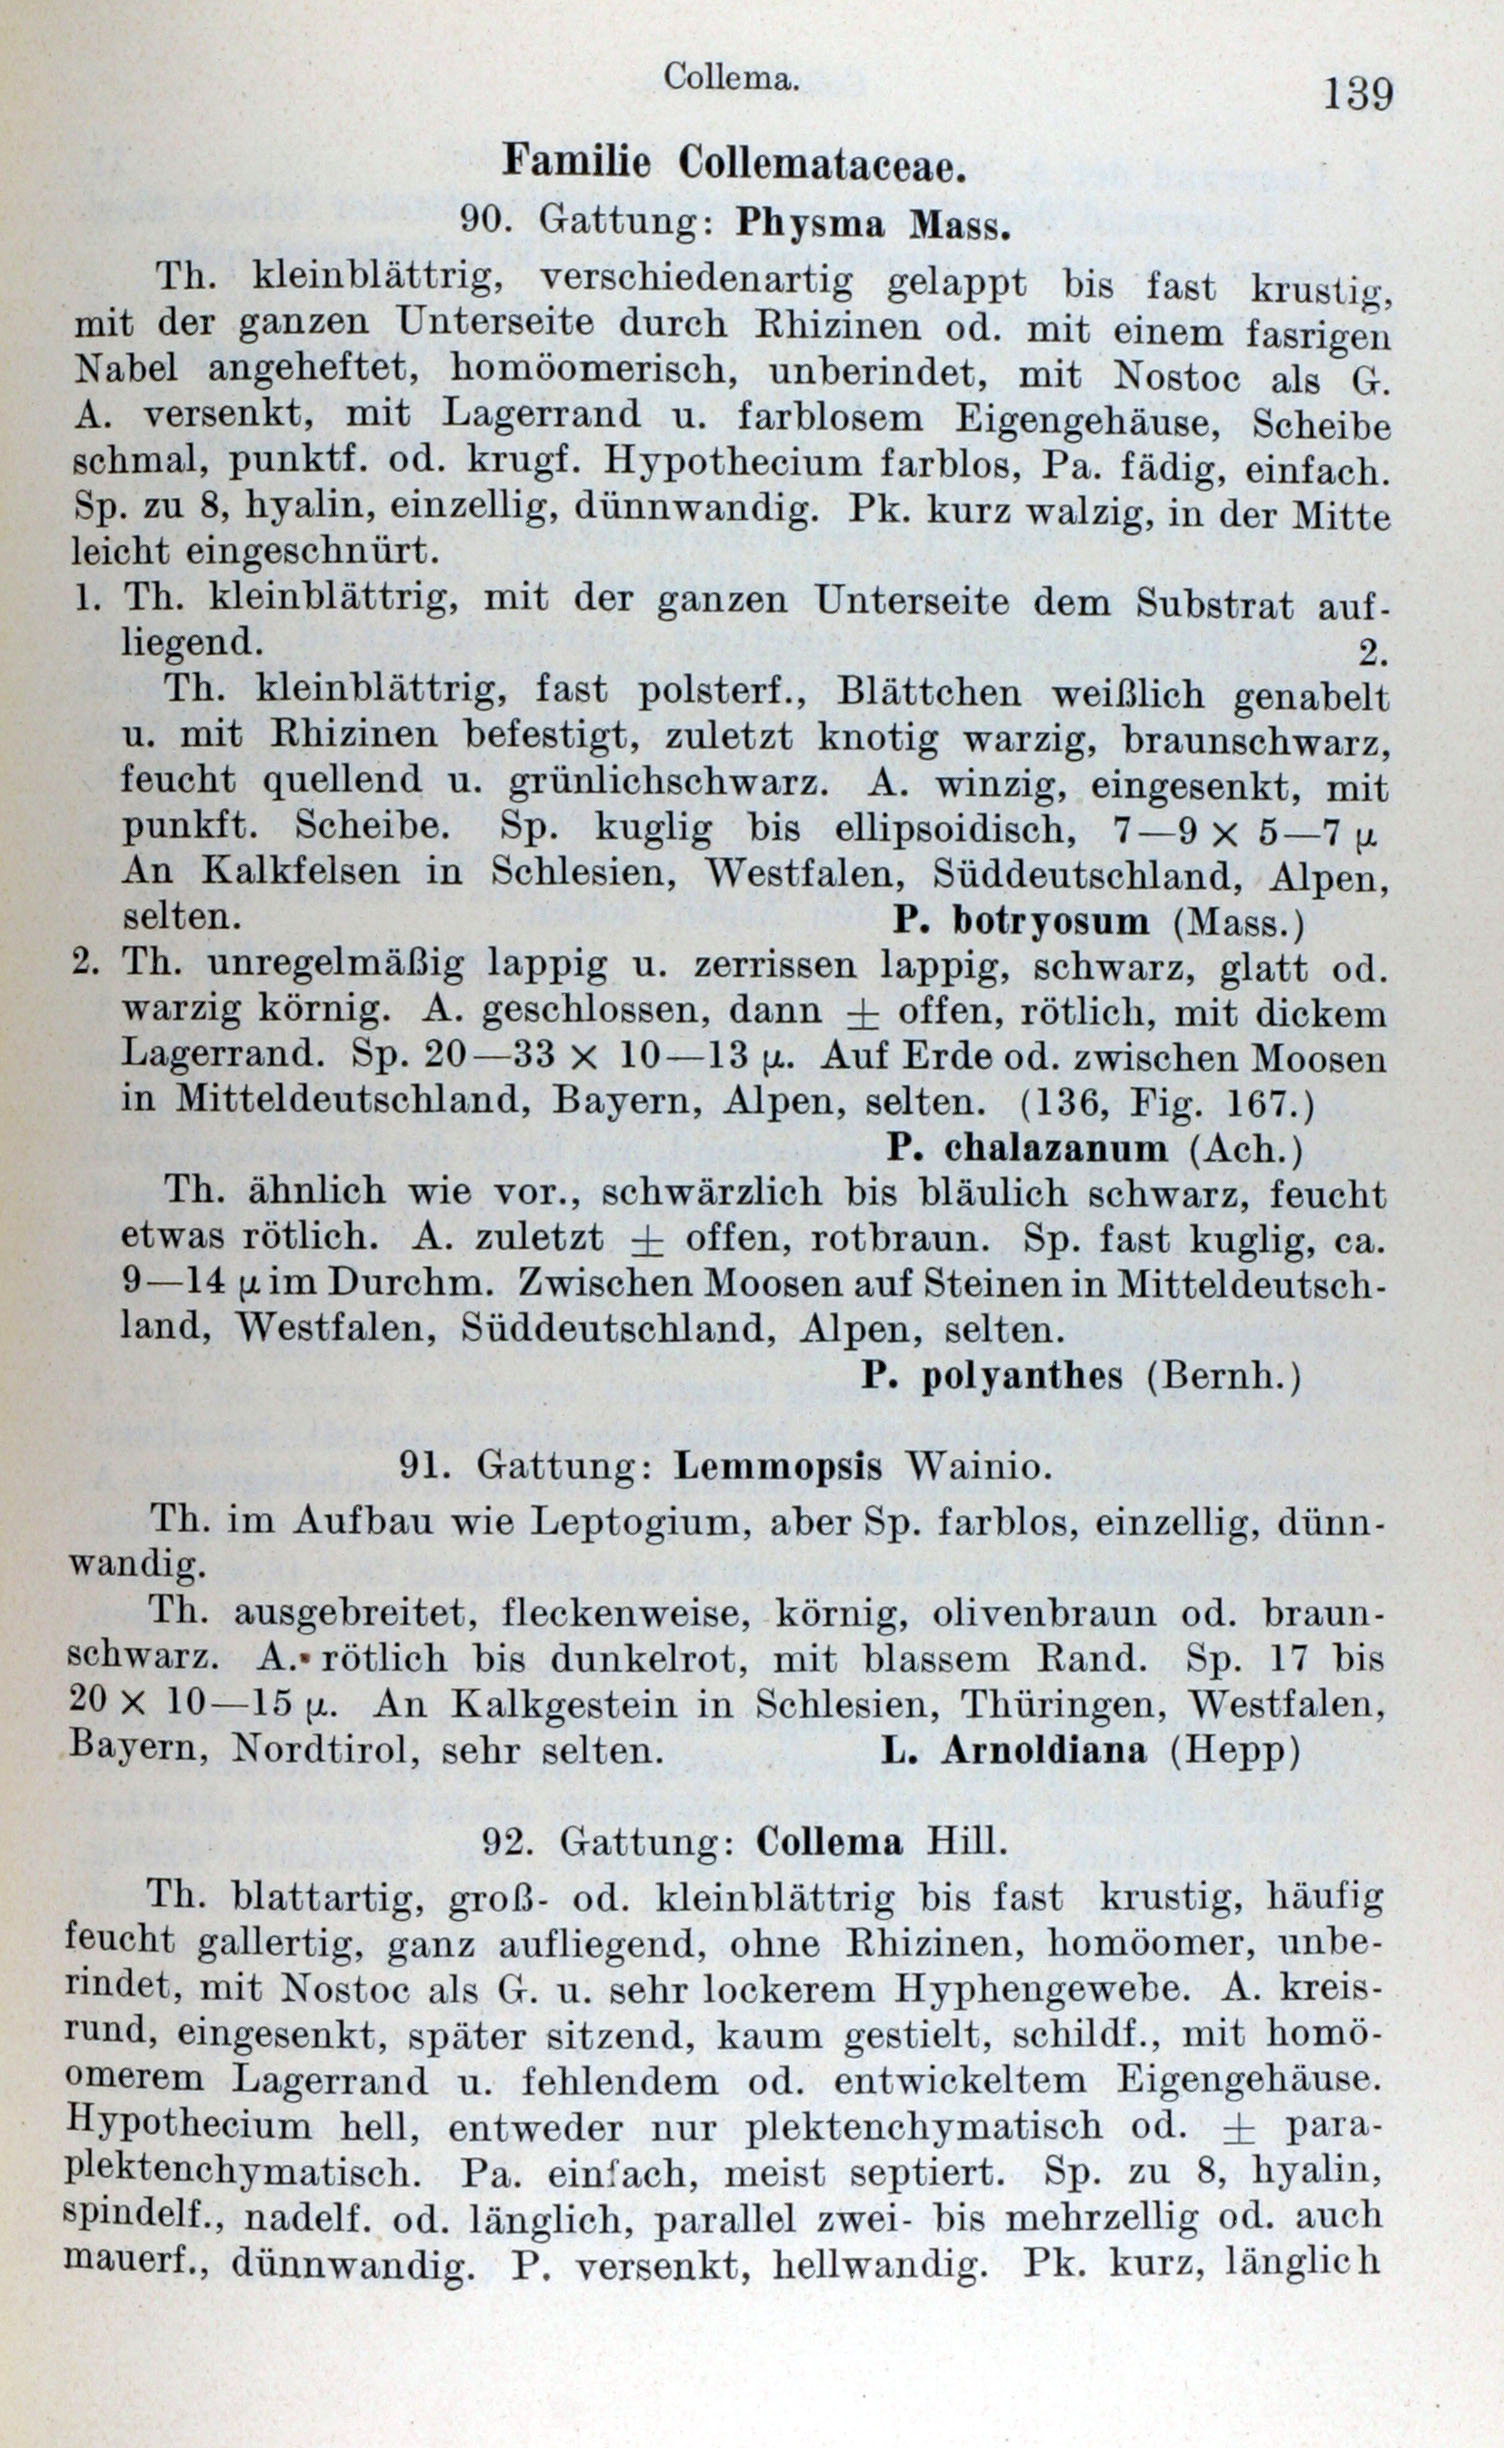 Collema.
139
Familie Collemataceae.
90. Gattung: Physma Mass.
Th. kleinblättrig, verschiedenartig gelappt bis fast krustig,
mit der ganzen Unterseite durch Rhizinen od. mit einem fasrigen
Nabel angeheftet, homöomerisch, unberindet, mit Nostoc als G.
A. versenkt, mit Lagerrand u. farblosem Eigengehäuse, Scheibe
schmal, punktf. od. krugf. Hypothecium farblos, Pa. fädig, einfach.
Sp. zu 8, hyalin, einzellig, dünnwandig. Pk. kurz walzig, in der Mitte
leicht eingeschnürt.
1. Th. kleinblättrig, mit der ganzen Unterseite dem Substrat auf-
liegend. 2.
Th. kleinblättrig, fast polsterf., Blättchen weißlich genabelt
u. mit Rhizinen befestigt, zuletzt knotig warzig, braunschwarz,
feucht quellend u. grünlichschwarz. A. winzig, eingesenkt, mit
punkft. Scheibe. Sp. kuglig bis ellipsoidisch, 7—9 × 5—7 μ
An Kalkfelsen in Schlesien, Westfalen, Süddeutschland, Alpen,
selten. P. botryosum (Mass.)
2. Th. unregelmäßig lappig u. zerrissen lappig, schwarz, glatt od.
warzig körnig. A. geschlossen, dann ± offen, rötlich, mit dickem
Lagerrand. Sp. 20—33 × 10—13 μ. Auf Erde od. zwischen Moosen
in Mitteldeutschland, Bayern, Alpen, selten. (136, Fig. 167.)
P. chalazanum (Ach.)
Th. ähnlich wie vor., schwärzlich bis bläulich schwarz, feucht
etwas rötlich. A. zuletzt ± offen, rotbraun. Sp. fast kuglig, ca.
9—14 μ im Durchm. Zwischen Moosen auf Steinen in Mitteldeutsch-
land, Westfalen, Süddeutschland, Alpen, selten.
P. polyanthes (Bernh.)
91. Gattung: Lemmopsis Wainio.
Th. im Aufbau wie Leptogium, aber Sp. farblos, einzellig, dünn-
wandig.
Th. ausgebreitet, fleckenweise, körnig, olivenbraun od. braun-
schwarz. A. rötlich bis dunkelrot, mit blassem Rand. Sp. 17 bis
20 × 10—15 μ. An Kalkgestein in Schlesien, Thüringen, Westfalen,
Bayern, Nordtirol, sehr selten. L. Arnoldiana (Hepp)
92. Gattung: Collema Hill.
Th. blattartig, groß- od. kleinblättrig bis fast krustig, häufig
feucht gallertig, ganz aufliegend, ohne Rhizinen, homöomer, unbe-
rindet, mit Nostoc als G. u. sehr lockerem Hyphengewebe. A. kreis-
rund, eingesenkt, später sitzend, kaum gestielt, schildf., mit homö-
omerem Lagerrand u. fehlendem od. entwickeltem Eigengehäuse.
Hypothecium hell, entweder nur plektenchymatisch od. ± para-
plektenchymatisch. Pa. einfach, meist septiert. Sp. zu 8, hyalin,
spindelf., nadelf. od. länglich, parallel zwei- bis mehrzellig od. auch
mauerf., dünnwandig. P. versenkt, hellwandig. Pk. kurz, länglich